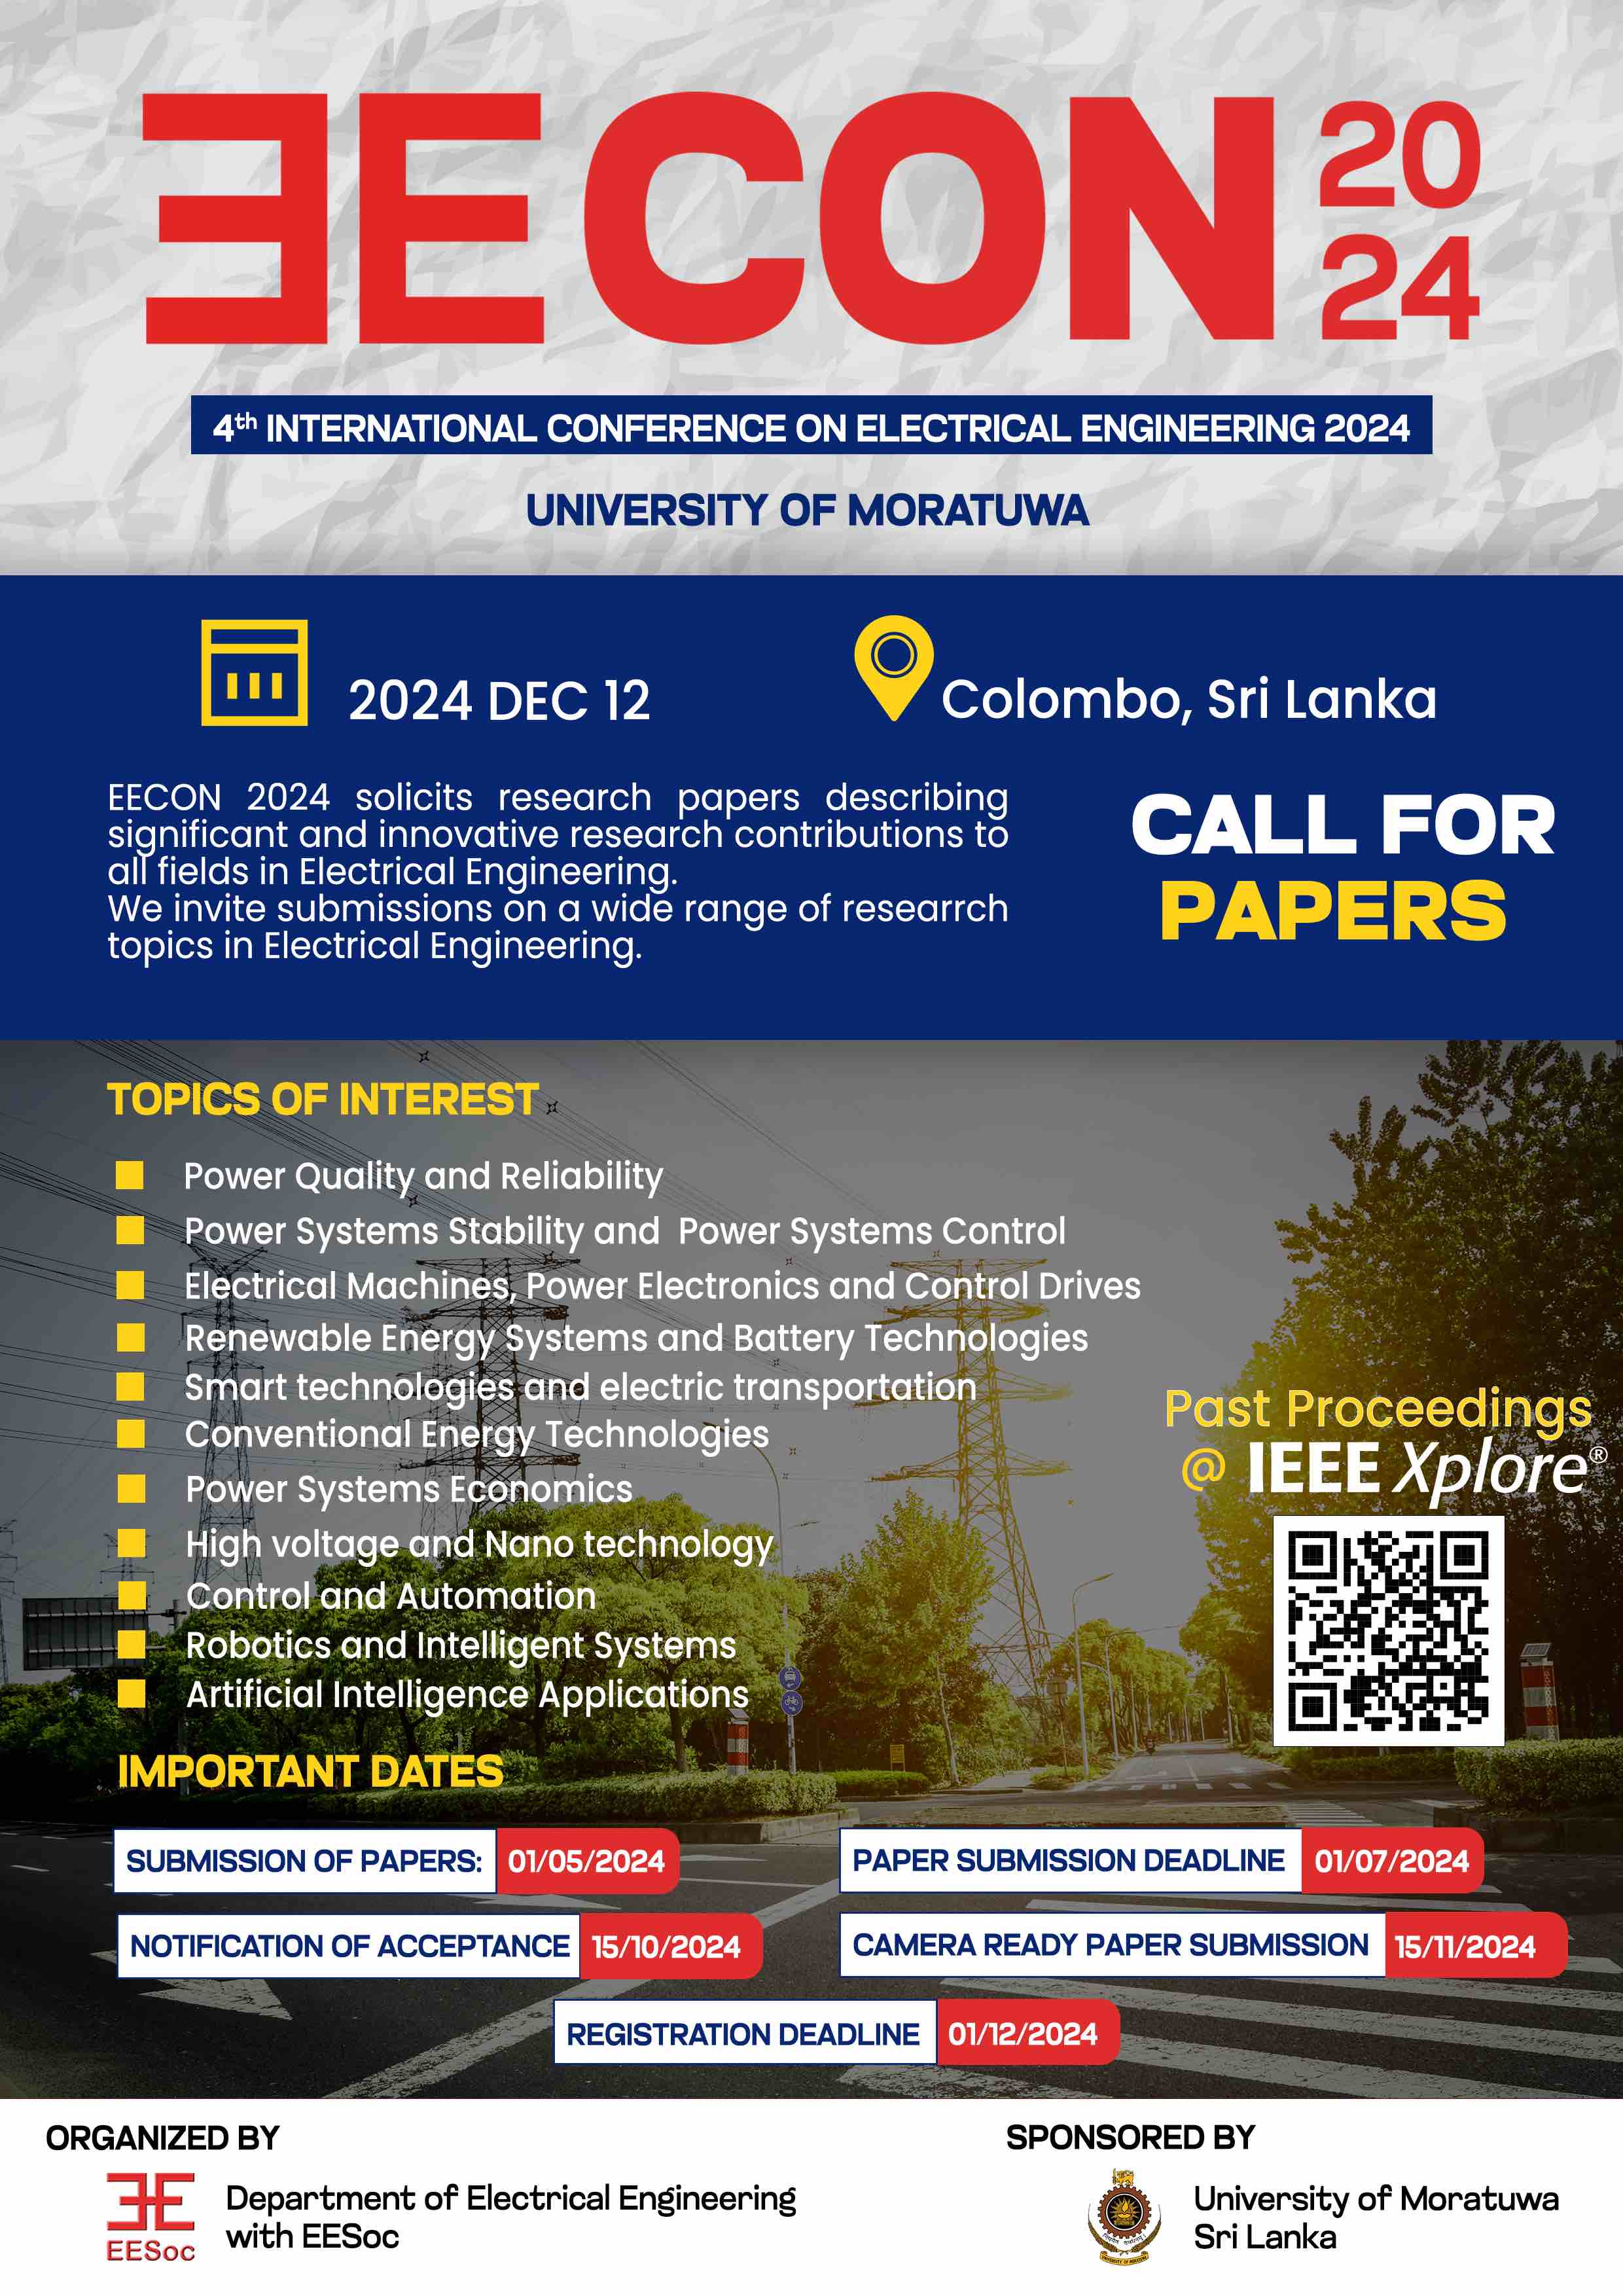 EECON 2024
4th INTERNATIONAL CONFERENCE ON ELECTRICAL ENGINEERING 2024
UNIVERSITY OF MORATUWA
2024 DEC 12
Colombo, Sri Lanka
EECON 2024 solicits research papers describing
significant and innovative research contributions to
all fields in Electrical Engineering.
We invite submissions on a wide range of researrch
topics in Electrical Engineering.
CALL FOR
PAPERS
TOPICS OF INTEREST
Power Quality and Reliability
Power Systems Stability and Power Systems Control
Electrical Machines, Power Electronics and Control Drives
Renewable Energy Systems and Battery Technologies
Smart technologies and electric transportation
Conventional Energy Technologies
Power Systems Economics
High voltage and Nano technology
Control and Automation
Robotics and Intelligent Systems
Artificial Intelligence Applications
Past Proceedings
@ IEEE Xplore®
IMPORTANT DATES
SUBMISSION OF PAPERS: 01/05/2024
PAPER SUBMISSION DEADLINE 01/07/2024
NOTIFICATION OF ACCEPTANCE 15/10/2024
CAMERA READY PAPER SUBMISSION 15/11/2024
REGISTRATION DEADLINE 01/12/2024
ORGANIZED BY
EESoc
Department of Electrical Engineering
with EESoc
SPONSORED BY
University of Moratuwa
Sri Lanka